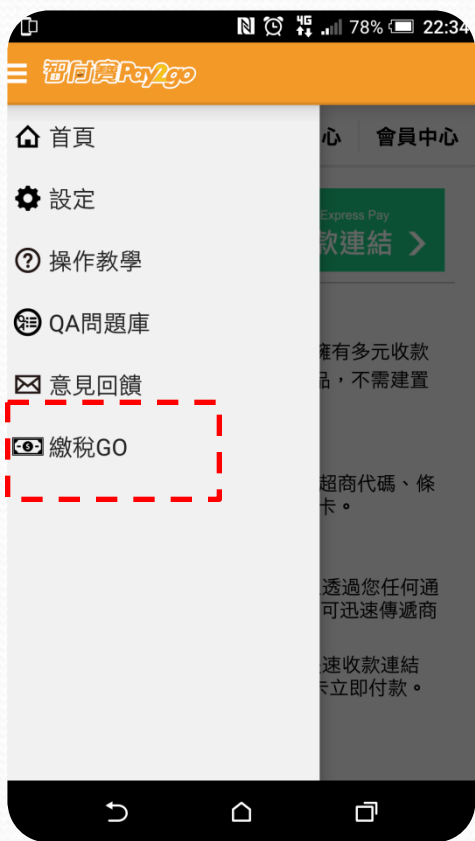 4G 78% 22:34
智付寶Pay2go
首頁
心 會員中心
設定
Express Pay
款連結
操作教學
QA問題庫
擁有多元收款
意見回饋
品，不需建置
繳稅GO
超商代碼、條
卡。
透過您任何通
可迅速傳遞商
速收款連結
立即付款。